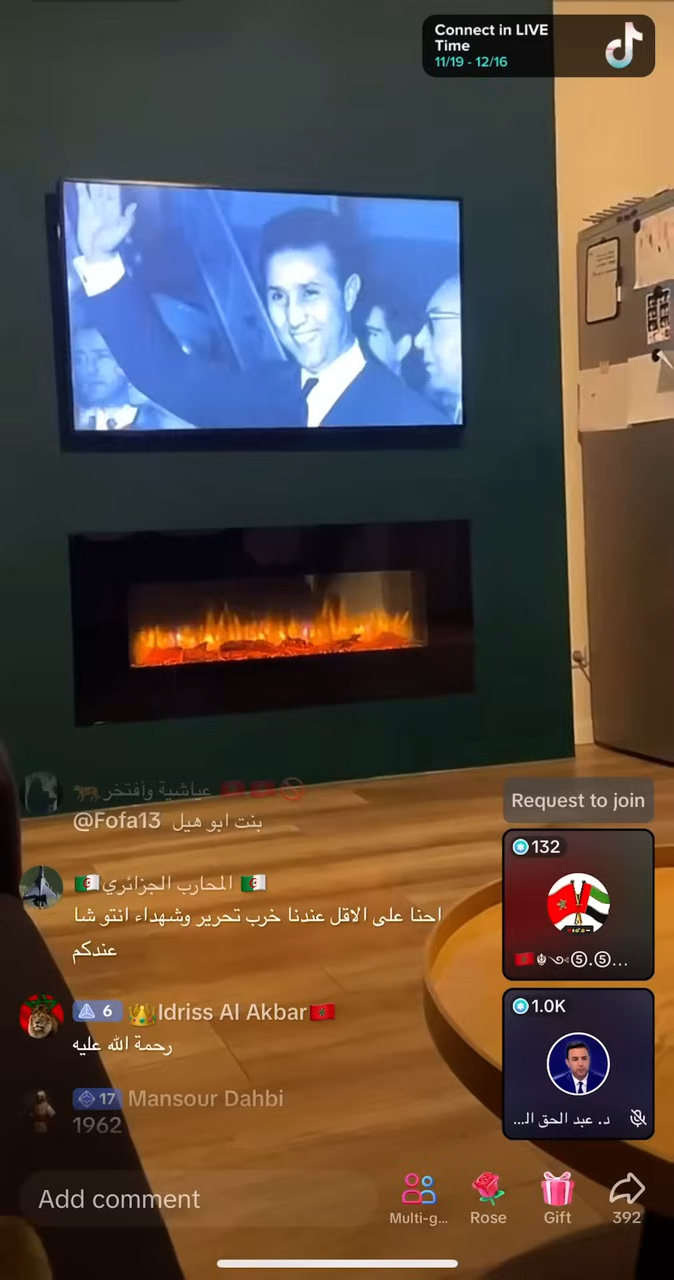 Connect in LIVE
Time
11/19 - 12/16
عياشية وأفتخر
@Fofa13 بنت ابو هيل
المحارب الجزائري
احنا على الاقل عندنا خرب تحرير وشهداء انتو شا
عندكم
6 Idriss Al Akbar
رحمة الله عليه
17 Mansour Dahbi
1962
Request to join
132
⑤.⑤...
1.0K
د. عبد الحق ال...
Add comment
Multi-g...
Rose
Gift
392